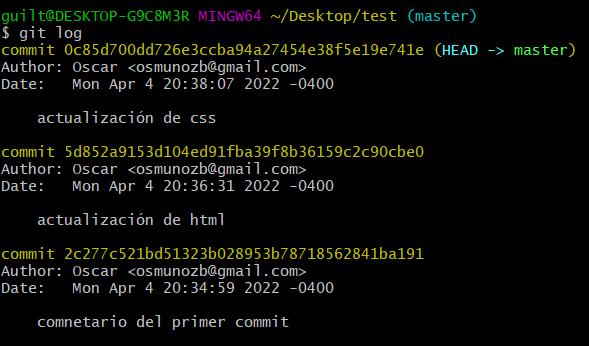 guilt@DESKTOP-G9C8M3R MINGW64 ~/Desktop/test (master)
$ git log
commit 0c85d700dd726e3ccba94a27454e38f5e19e741e (HEAD -> master)
Author: Oscar <osmunozb@gmail.com>
Date:   Mon Apr 4 20:38:07 2022 -0400
actualización de css
commit 5d852a9153d104ed91fba39f8b36159c2c90cbe0
Author: Oscar <osmunozb@gmail.com>
Date:   Mon Apr 4 20:36:31 2022 -0400
actualización de html
commit 2c277c521bd51323b028953b78718562841ba191
Author: Oscar <osmunozb@gmail.com>
Date:   Mon Apr 4 20:34:59 2022 -0400
comnetario del primer commit